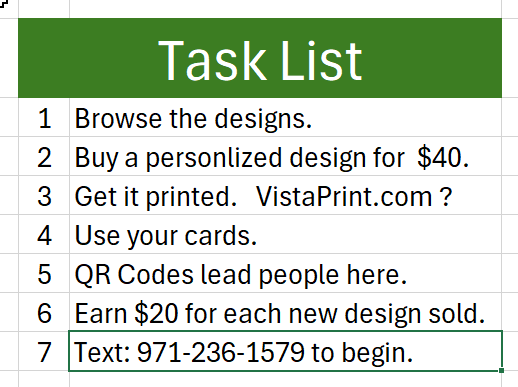 Task List
1 Browse the designs.
2 Buy a personlized design for  $40.
3 Get it printed.   VistaPrint.com ?
4 Use your cards.
5 QR Codes lead people here.
6 Earn $20 for each new design sold.
7 Text: 971-236-1579 to begin.